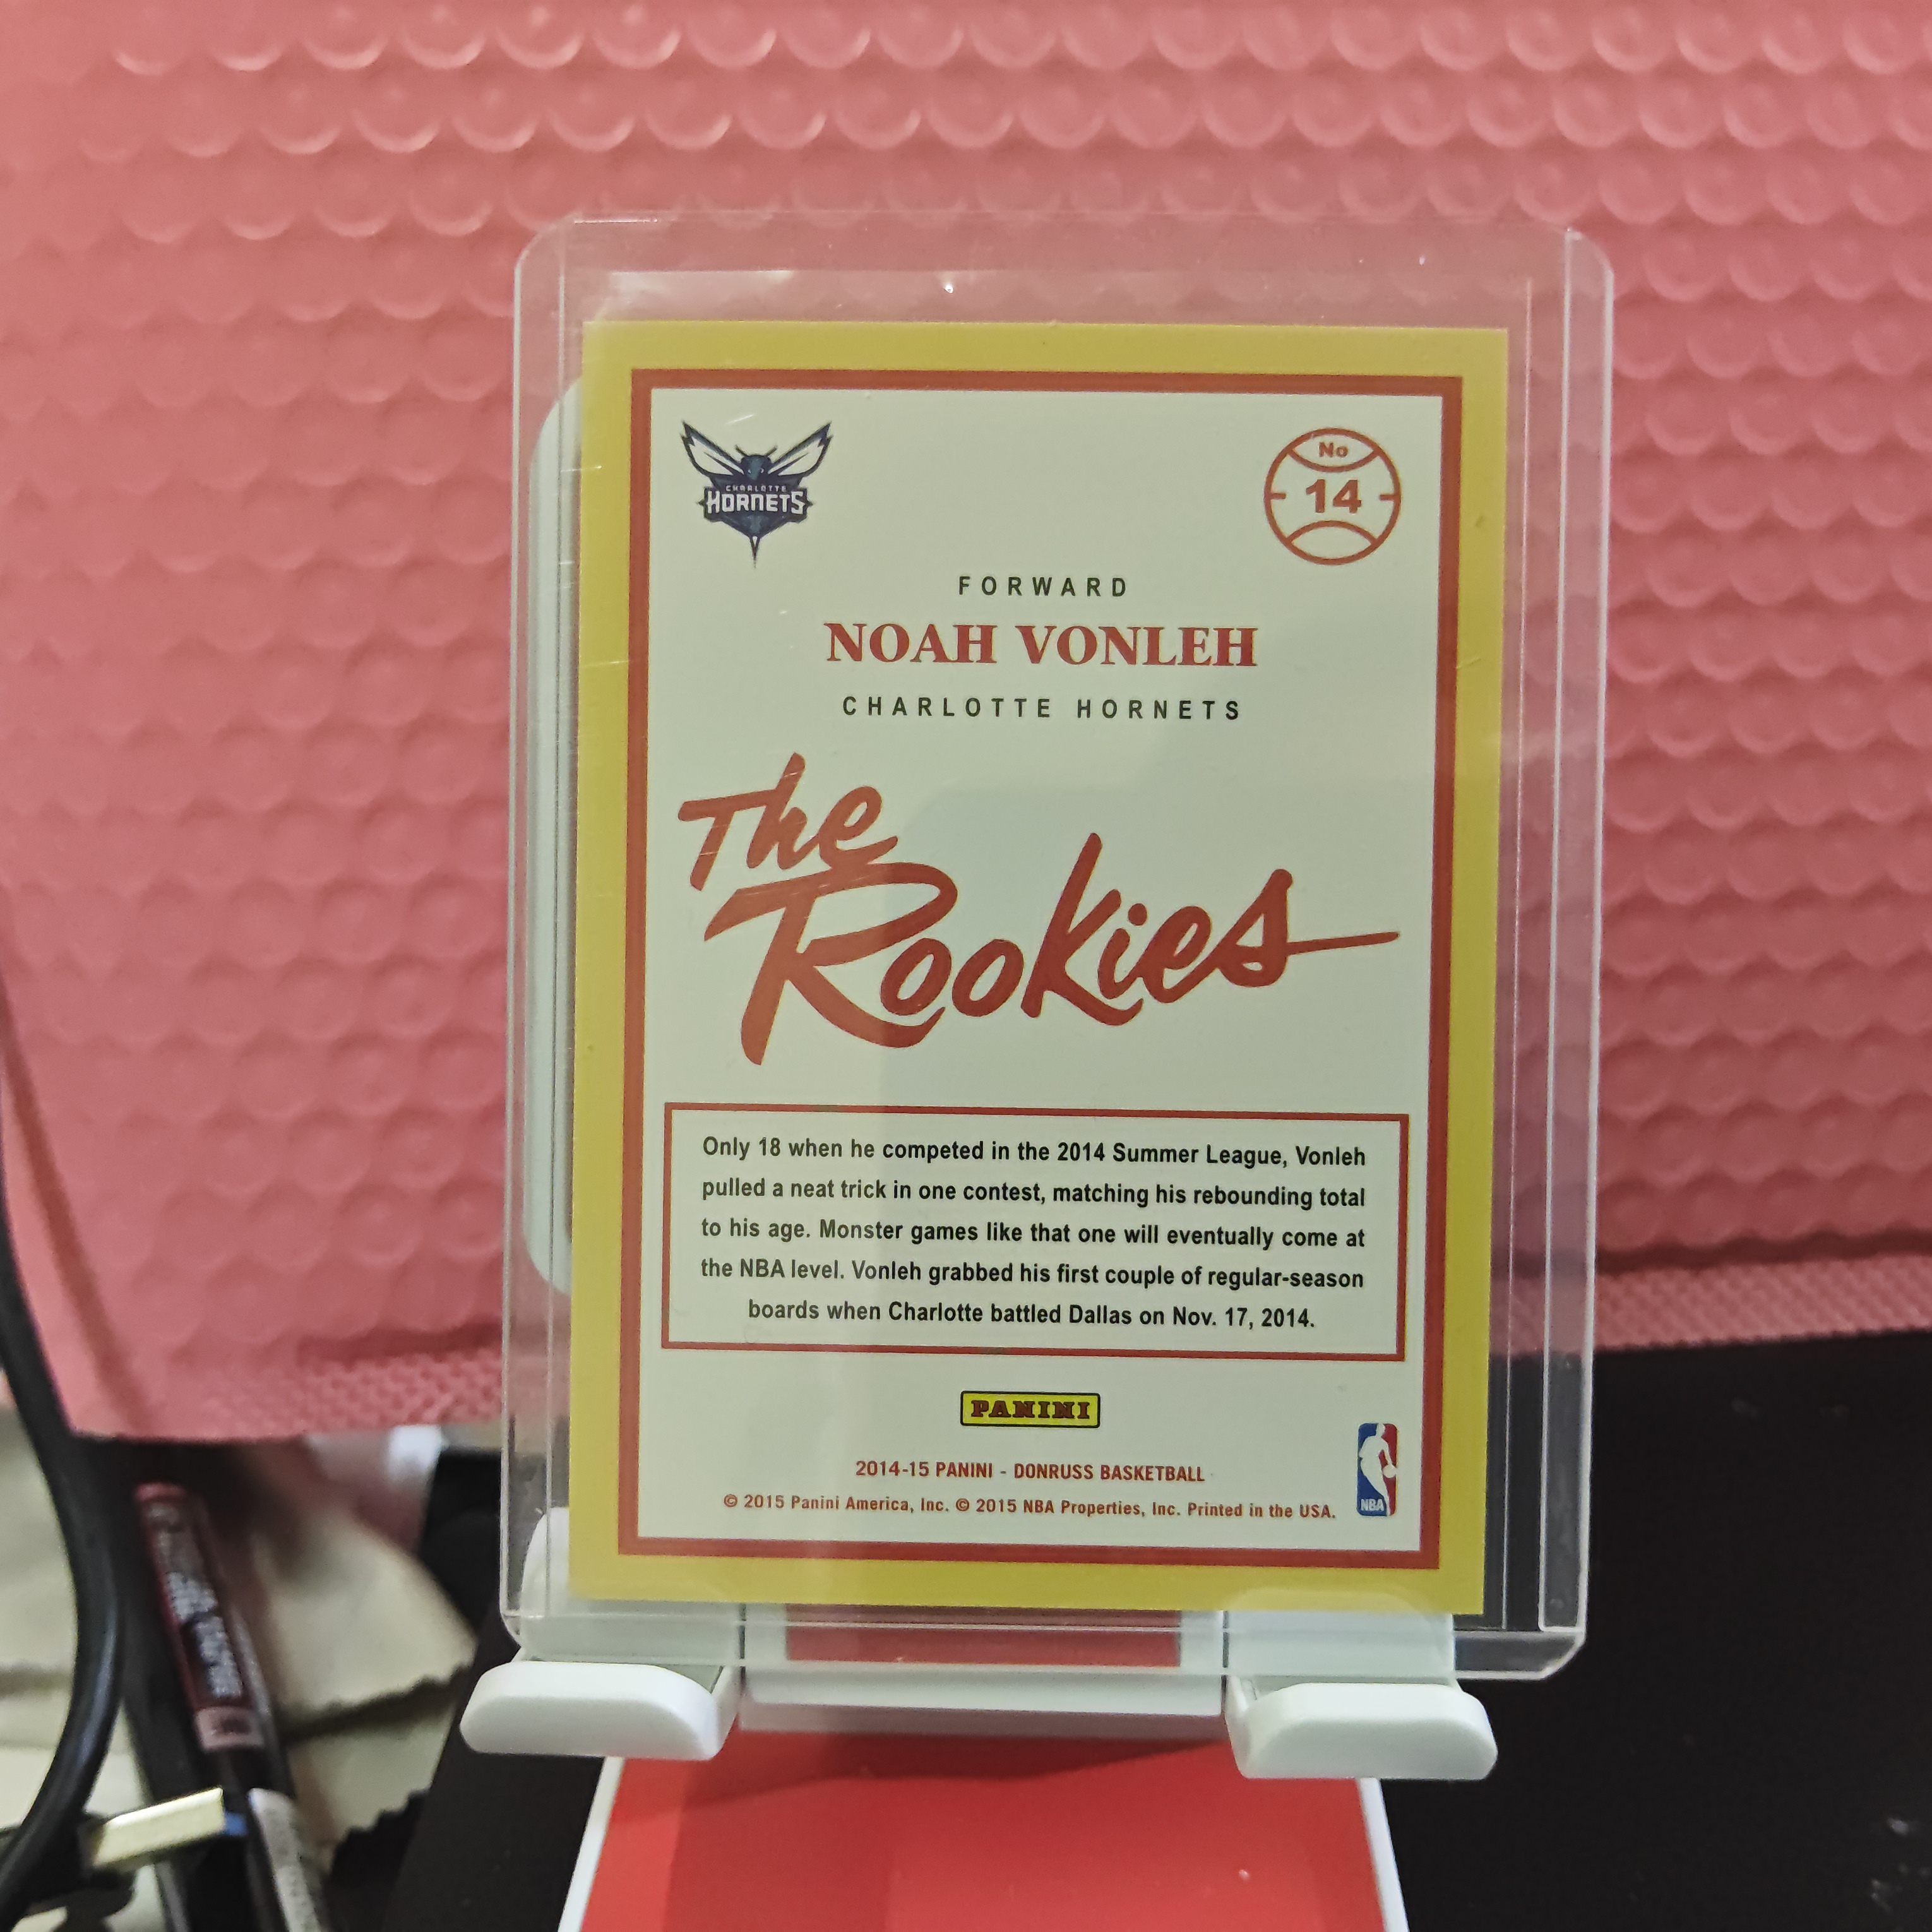 CHARLOTTE
HORNETS
No
14
FORWARD
NOAH VONLEH
CHARLOTTE HORNETS
The
Rookies
Only 18 when he competed in the 2014 Summer League, Vonleh
pulled a neat trick in one contest, matching his rebounding total
to his age. Monster games like that one will eventually come at
the NBA level. Vonleh grabbed his first couple of regular-season
boards when Charlotte battled Dallas on Nov. 17, 2014.
PANINI
2014-15 PANINI - DONRUSS BASKETBALL
© 2015 Panini America, Inc. © 2015 NBA Properties, Inc. Printed in the USA.
NBA